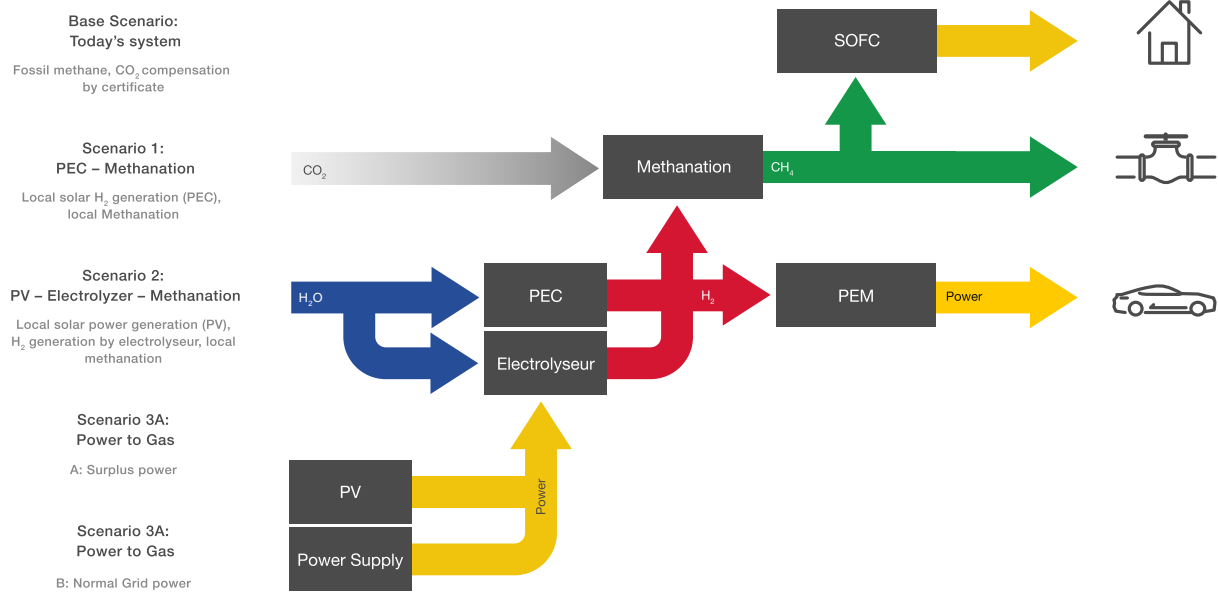 Base Scenario:
Today's system
Fossil methane, CO₂ compensation
by certificate
Scenario 1:
PEC – Methanation
Local solar H₂ generation (PEC),
local Methanation
Scenario 2:
PV – Electrolyzer – Methanation
Local solar power generation (PV),
H₂ generation by electrolyseur, local
methanation
Scenario 3A:
Power to Gas
A: Surplus power
Scenario 3A:
Power to Gas
B: Normal Grid power
SOFC
CO₂
Methanation
CH₄
H₂O
PEC
H₂
PEM
Power
Electrolyseur
PV
Power
Power Supply